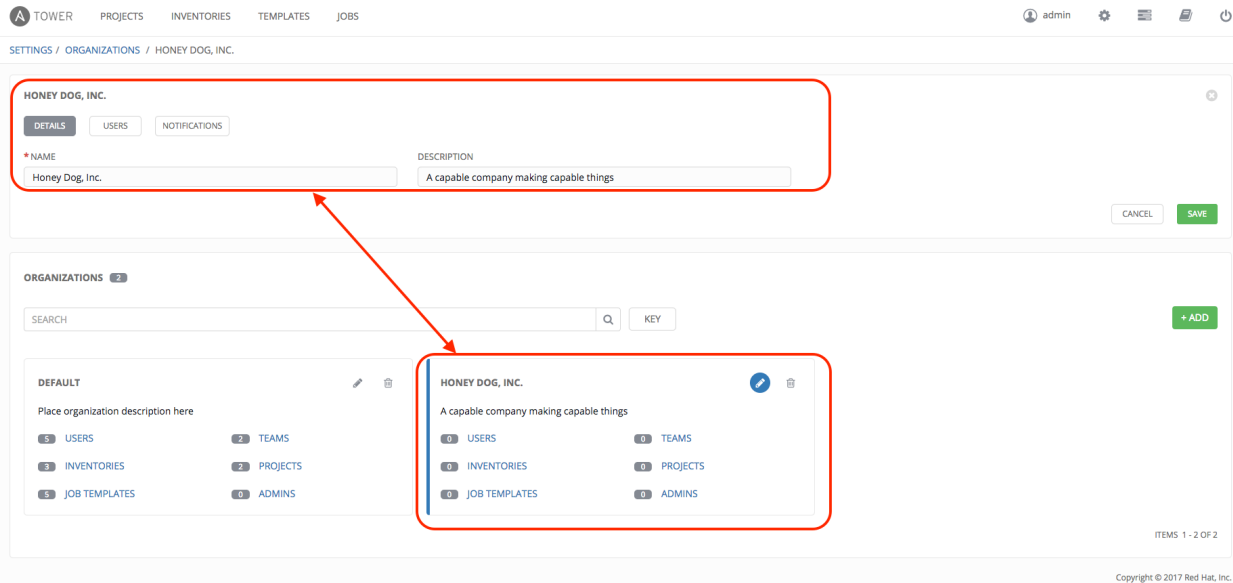 A TOWER PROJECTS INVENTORIES TEMPLATES JOBS admin
SETTINGS / ORGANIZATIONS / HONEY DOG, INC.
HONEY DOG, INC.
DETAILS USERS NOTIFICATIONS
* NAME DESCRIPTION
Honey Dog, Inc. A capable company making capable things
CANCEL SAVE
ORGANIZATIONS 2
SEARCH KEY + ADD
DEFAULT
Place organization description here
5 USERS 2 TEAMS
3 INVENTORIES 2 PROJECTS
5 JOB TEMPLATES 0 ADMINS
HONEY DOG, INC.
A capable company making capable things
0 USERS 0 TEAMS
0 INVENTORIES 0 PROJECTS
0 JOB TEMPLATES 0 ADMINS
ITEMS 1 - 2 OF 2
Copyright © 2017 Red Hat, Inc.